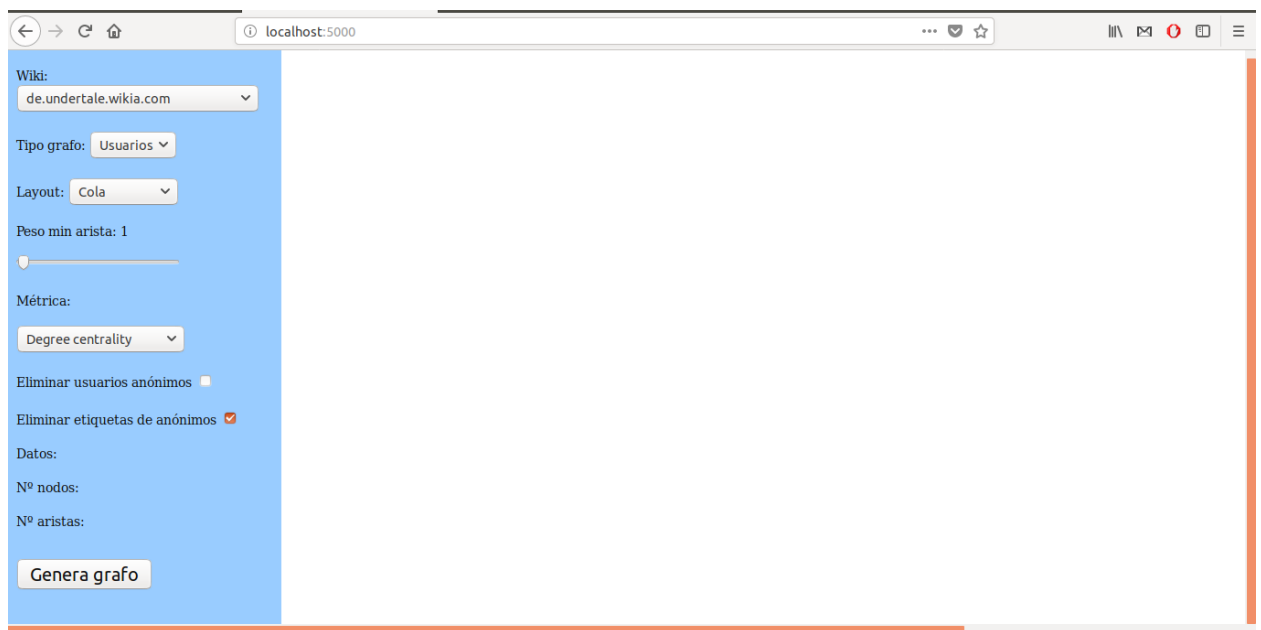 localhost:5000
Wiki:
de.undertale.wikia.com
Tipo grafo: Usuarios
Layout: Cola
Peso min arista: 1
Métrica:
Degree centrality
Eliminar usuarios anónimos
Eliminar etiquetas de anónimos
Datos:
Nº nodos:
Nº aristas:
Genera grafo